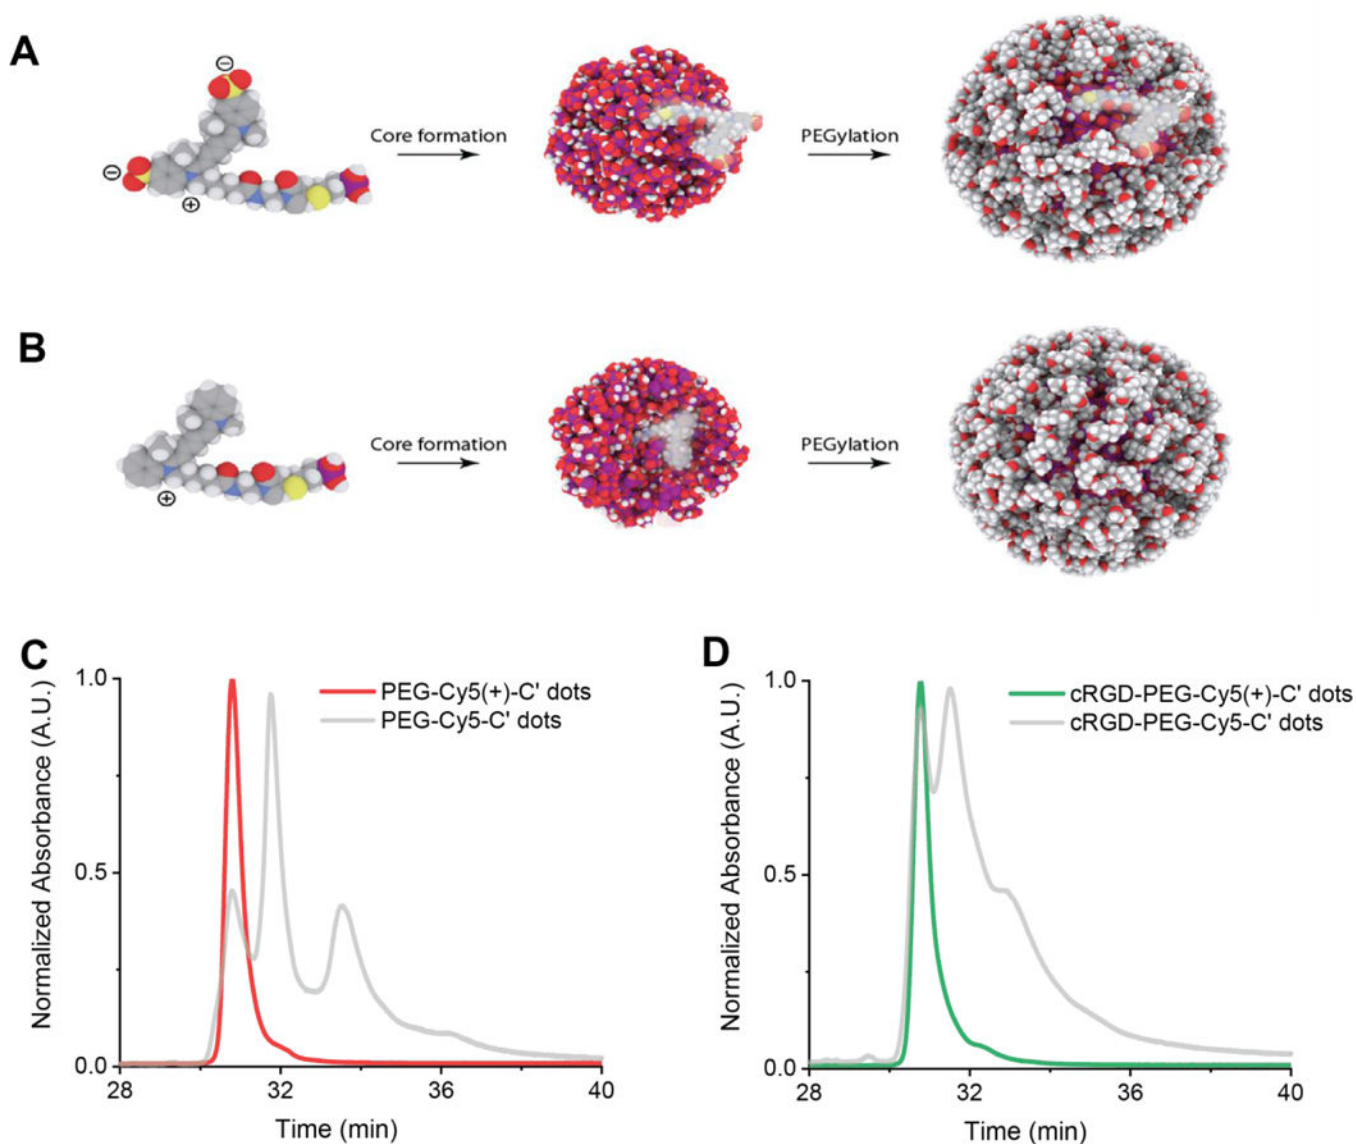 A
⊖
⊖
⊕
Core formation
PEGylation
B
⊕
Core formation
PEGylation
C
Normalized Absorbance (A.U.)
1.0
0.5
0.0
28
32
36
40
Time (min)
PEG-Cy5(+)-C' dots
PEG-Cy5-C' dots
D
Normalized Absorbance (A.U.)
1.0
0.5
0.0
28
32
36
40
Time (min)
cRGD-PEG-Cy5(+)-C' dots
cRGD-PEG-Cy5-C' dots